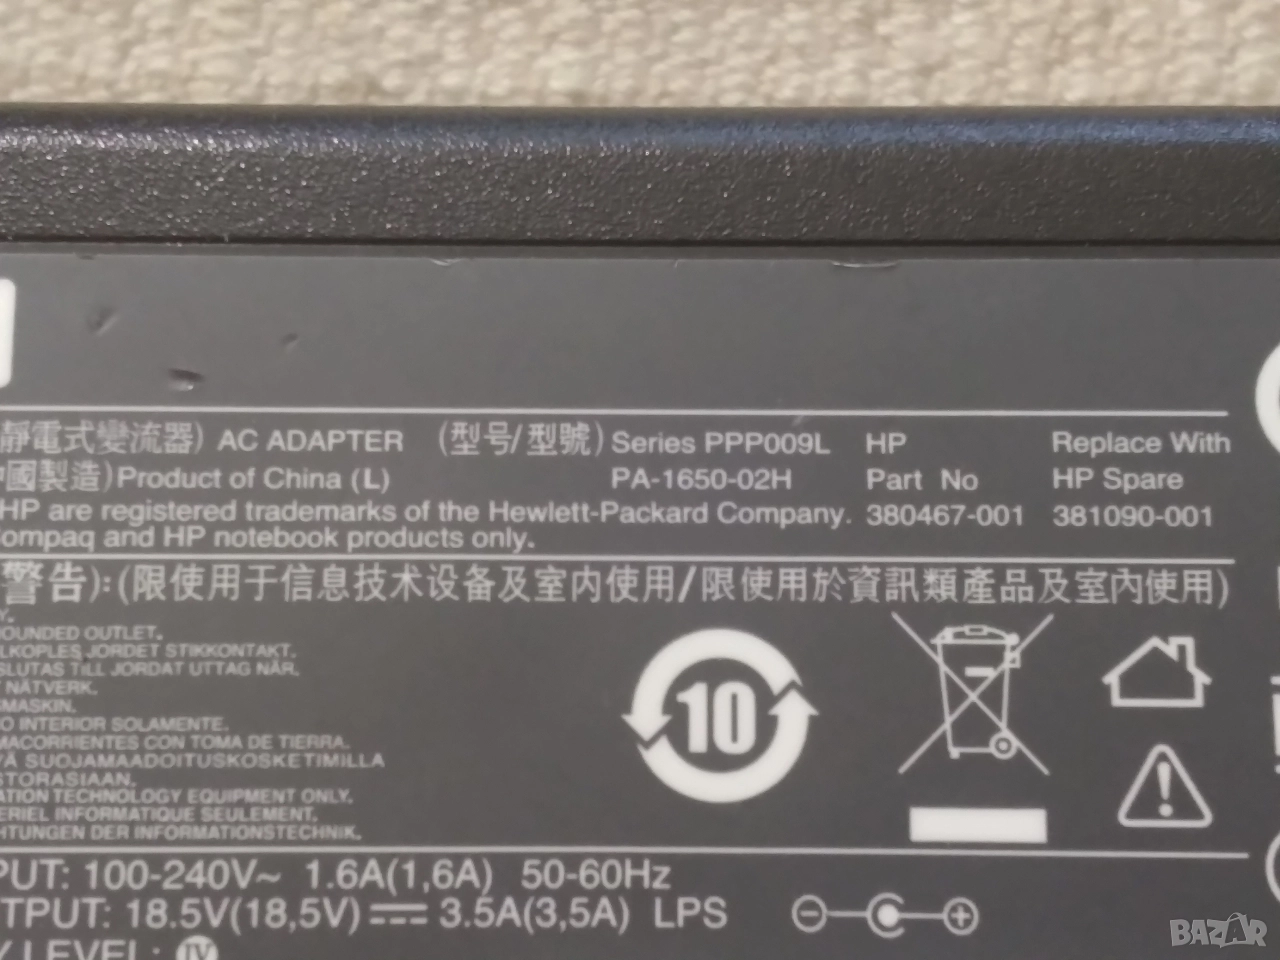 靜電式變流器) AC ADAPTER (型号/型號) Series PPP009L HP Replace With
國製造) Product of China (L) PA-1650-02H Part No HP Spare
HP are registered trademarks of the Hewlett-Packard Company. 380467-001 381090-001
ompaq and HP notebook products only.
警告): (限使用于信息技术设备及室内使用/限使用於資訊類產品及室內使用)
Y.
OUNDED OUTLET.
LKOPLES JORDET STIKKONTAKT.
SLUTAS TILL JORDAT UTTAG NÄR.
NÄTVERK.
MASKIN.
O INTERIOR SOLAMENTE.
MACORRIENTES CON TOMA DE TIERRA.
YÄ SUOJAMAADOITUSKOSKETIMILLA
STORASIAAN.
ATION TECHNOLOGY EQUIPMENT ONLY.
ERIEL INFORMATIQUE SEULEMENT.
HTUNGEN DER INFORMATIONSTECHNIK.
10
PUT: 100-240V~ 1.6A(1,6A) 50-60Hz
TPUT: 18.5V(18,5V) 3.5A(3,5A) LPS
Y LEVEL: IV
BAZAR